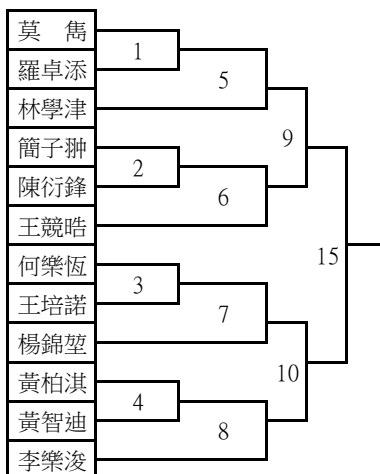 莫　雋
羅卓添
林學津
簡子翀
陳衍鋒
王競晧
何樂恆
王培諾
楊錦堃
黃柏淇
黃智迪
李樂浚
1
5
2
9
6
15
3
7
10
4
8